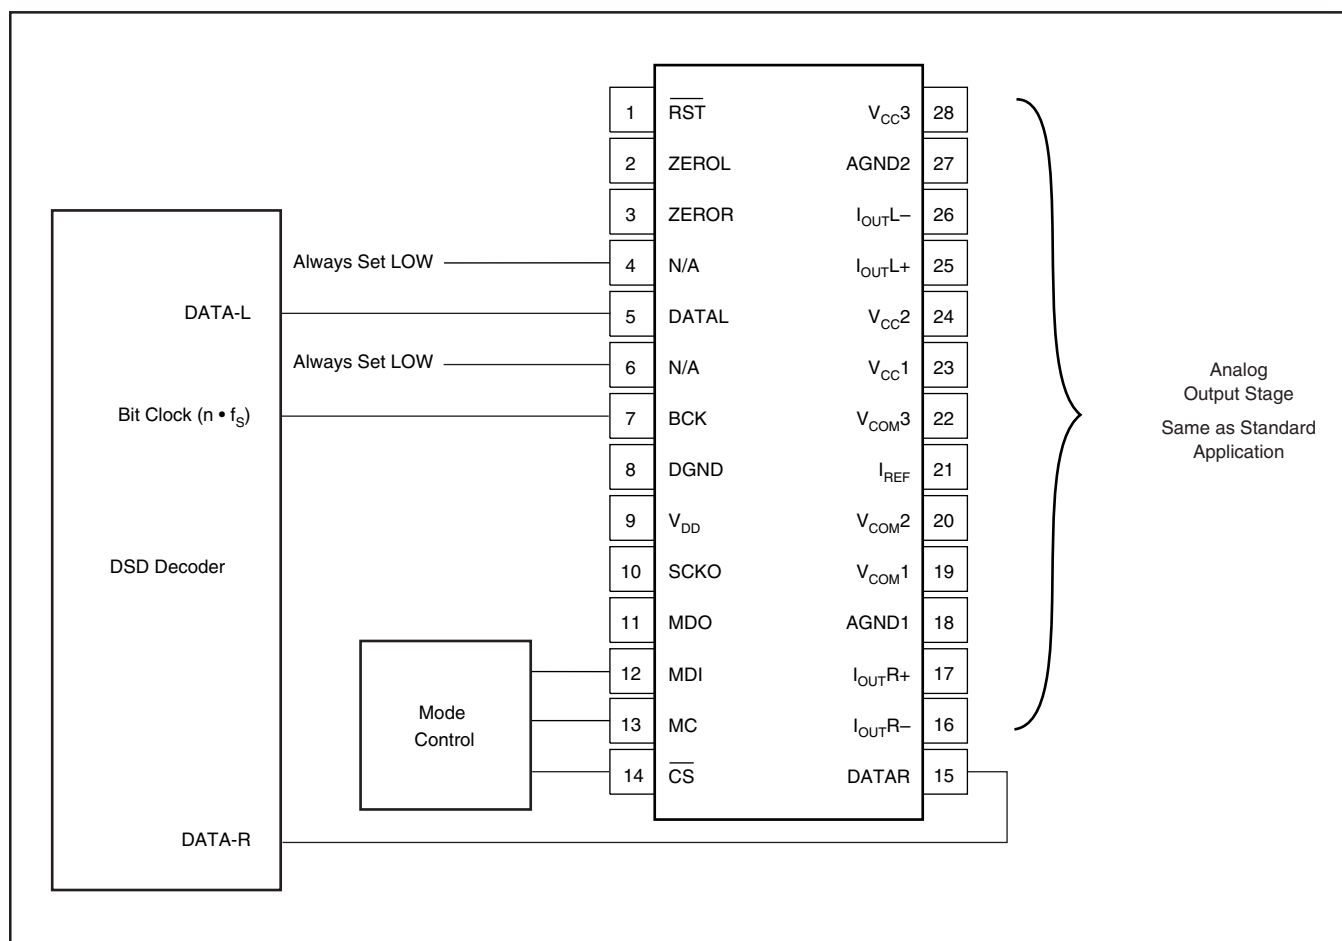 1 RST V_CC3 28
2 ZEROL AGND2 27
3 ZEROR I_OUTL– 26
Always Set LOW 4 N/A I_OUTL+ 25
DATA-L 5 DATAL V_CC2 24
Always Set LOW 6 N/A V_CC1 23
Bit Clock (n • f_S) 7 BCK V_COM3 22
8 DGND I_REF 21
9 V_DD V_COM2 20
DSD Decoder 10 SCKO V_COM1 19
11 MDO AGND1 18
12 MDI I_OUTR+ 17
13 MC I_OUTR– 16
14 CS DATAR 15
Mode
Control
DATA-R
Analog
Output Stage
Same as Standard
Application